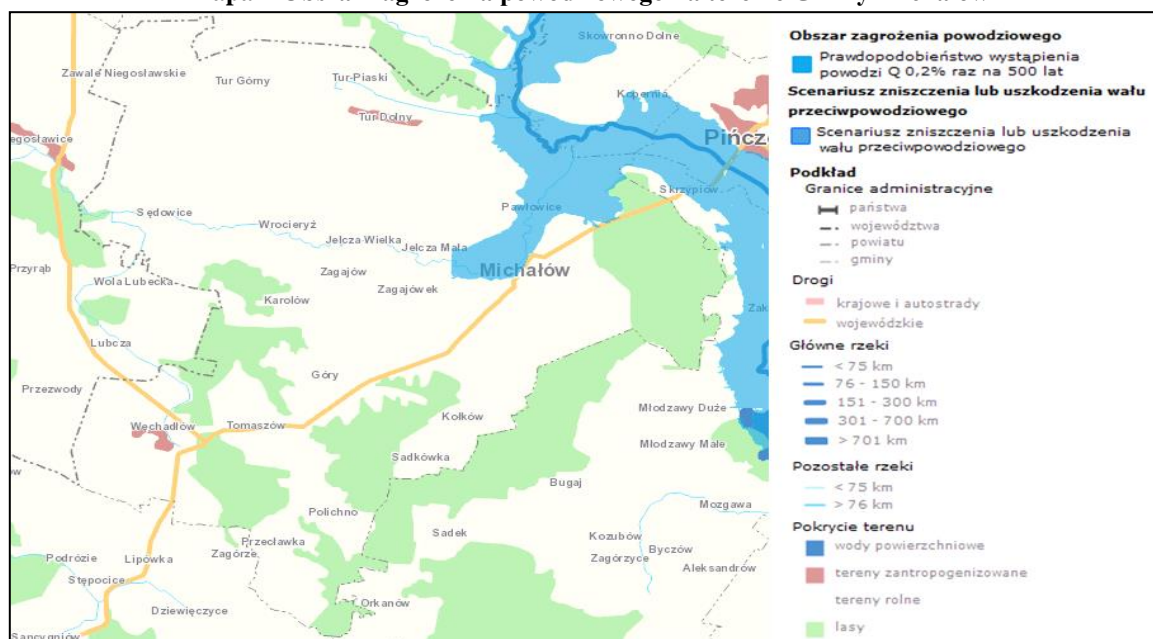 Skowronno Dolne
Zawale Niegosławskie
Tur Górny
Tur-Piaski
Kopernia
Tur Dolny
Pińcz
egosławice
Skrzypiów
Sędowice
Wrocieryż
Pawłowice
Jelcza Wielka
Jelcza Mała
Przyrąb
Zagajów
Michałów
Wola Lubecka
Zagajówek
Karolów
Zak
Lubcza
Góry
Przezwody
Kołków
Młodzawy Duże
Węchadłów
Tomaszów
Młodzawy Małe
Sadkówka
Bugaj
Polichno
Mozgawa
Sadek
Kozubów
Przecławka
Podrózie
Lipówka
Zagórze
Zagórzyce
Byczów
Aleksandrów
Stępocice
Orkanów
Dziewięczyce
Sancygniów
Obszar zagrożenia powodziowego
Prawdopodobieństwo wystąpienia
powodzi Q 0,2% raz na 500 lat
Scenariusz zniszczenia lub uszkodzenia wału
przeciwpowodziowego
Scenariusz zniszczenia lub uszkodzenia
wału przeciwpowodziowego
Podkład
Granice administracyjne
państwa
województwa
powiatu
gminy
Drogi
krajowe i autostrady
wojewódzkie
Główne rzeki
< 75 km
76 - 150 km
151 - 300 km
301 - 700 km
> 701 km
Pozostałe rzeki
< 75 km
> 76 km
Pokrycie terenu
wody powierzchniowe
tereny zantropogenizowane
tereny rolne
lasy